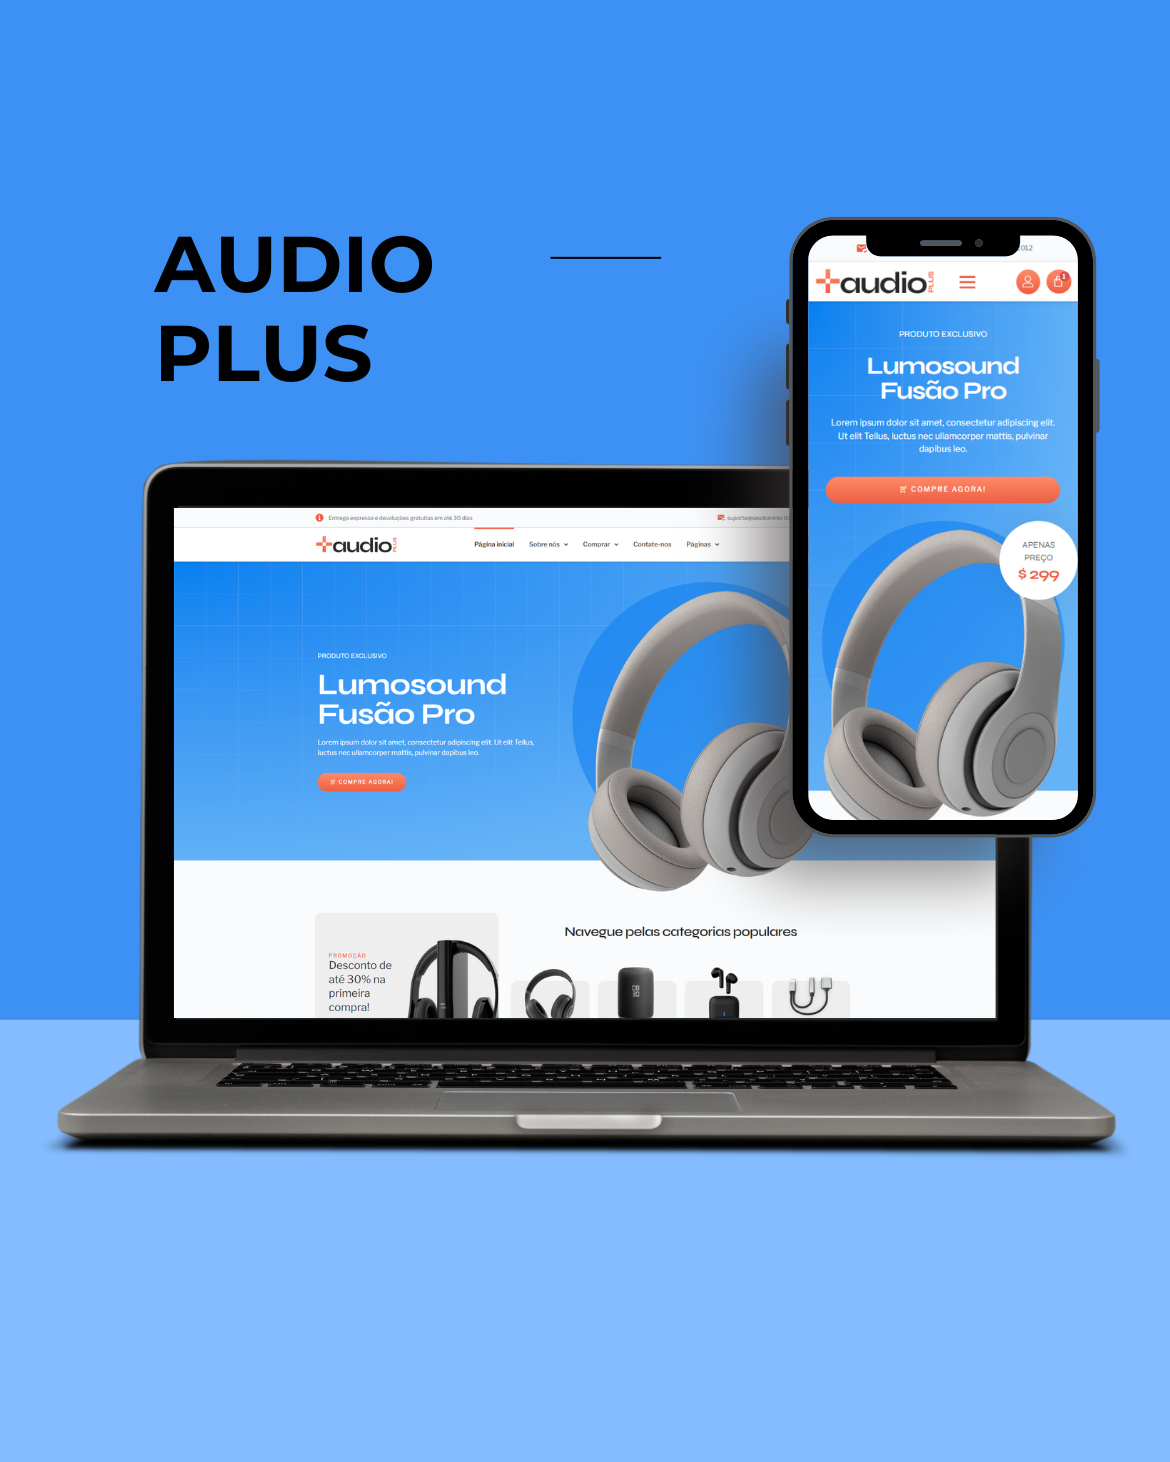 AUDIO
PLUS
012
audio PLUS
1
PRODUTO EXCLUSIVO
Lumosound
Fusão Pro
Lorem ipsum dolor sit amet, consectetur adipiscing elit.
Ut elit Tellus, luctus nec ullamcorper mattis, pulvinar
dapibus leo.
COMPRE AGORA!
APENAS
PREÇO
$ 299
Entrega expressa e devoluções gratuitas em até 30 dias
audio PLUS
Página inicial
Sobre nós
Comprar
Contate-nos
Páginas
PRODUTO EXCLUSIVO
Lumosound
Fusão Pro
Lorem ipsum dolor sit amet, consectetur adipiscing elit. Ut elit Tellus,
luctus nec ullamcorper mattis, pulvinar dapibus leo.
COMPRE AGORA!
PROMOÇÃO
Desconto de
até 30% na
primeira
compra!
Navegue pelas categorias populares